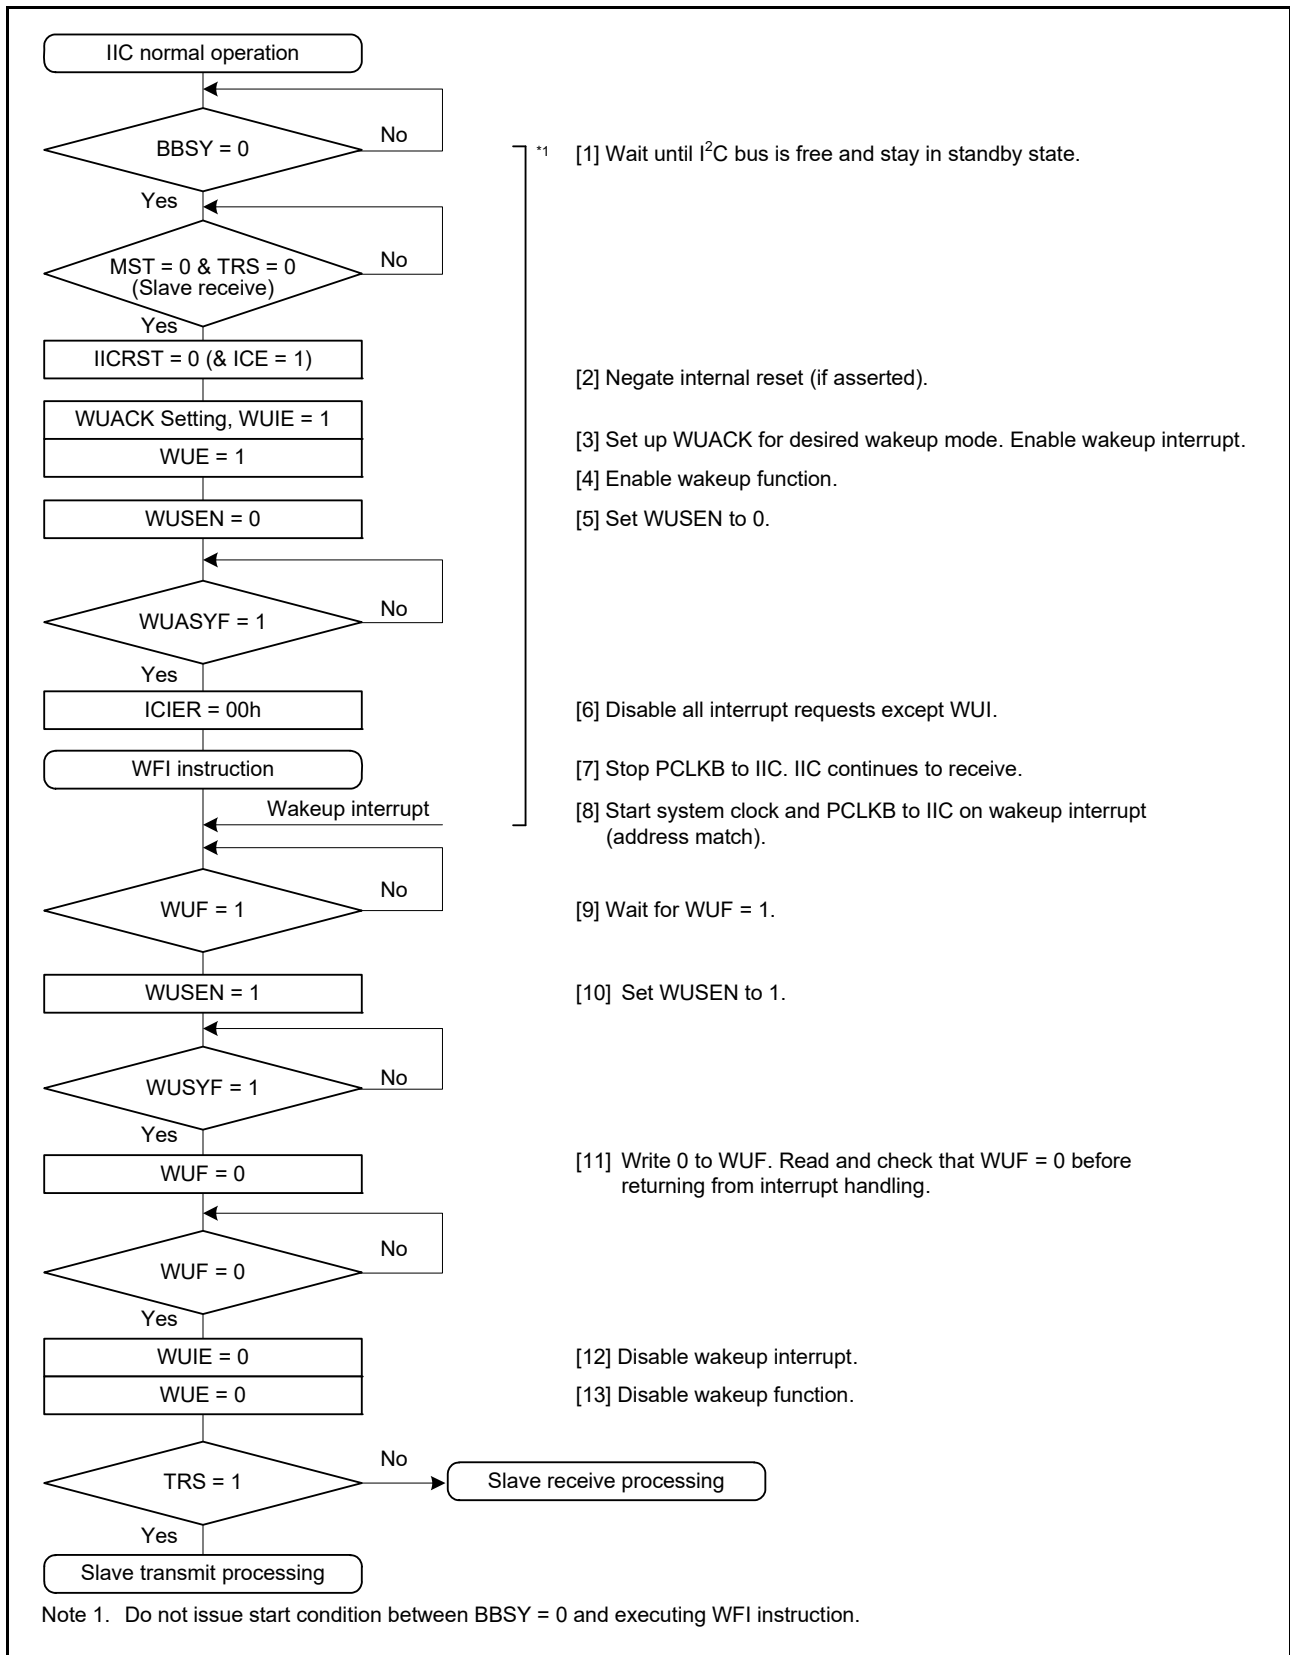 IIC normal operation
BBSY = 0
No
*1
[1] Wait until I²C bus is free and stay in standby state.
Yes
MST = 0 & TRS = 0
(Slave receive)
No
Yes
IICRST = 0 (& ICE = 1)
[2] Negate internal reset (if asserted).
WUACK Setting, WUIE = 1
[3] Set up WUACK for desired wakeup mode. Enable wakeup interrupt.
WUE = 1
[4] Enable wakeup function.
WUSEN = 0
[5] Set WUSEN to 0.
WUASYF = 1
No
Yes
ICIER = 00h
[6] Disable all interrupt requests except WUI.
WFI instruction
[7] Stop PCLKB to IIC. IIC continues to receive.
Wakeup interrupt
[8] Start system clock and PCLKB to IIC on wakeup interrupt
(address match).
No
WUF = 1
[9] Wait for WUF = 1.
WUSEN = 1
[10] Set WUSEN to 1.
WUSYF = 1
No
Yes
WUF = 0
[11] Write 0 to WUF. Read and check that WUF = 0 before
returning from interrupt handling.
No
WUF = 0
Yes
WUIE = 0
[12] Disable wakeup interrupt.
WUE = 0
[13] Disable wakeup function.
No
TRS = 1
Slave receive processing
Yes
Slave transmit processing
Note 1. Do not issue start condition between BBSY = 0 and executing WFI instruction.